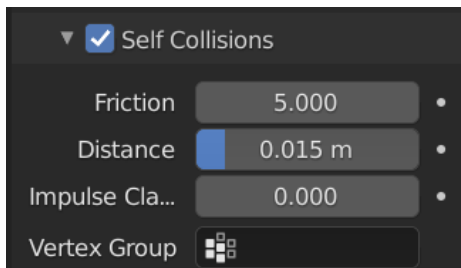 Self Collisions
Friction 5.000
Distance 0.015 m
Impulse Cla... 0.000
Vertex Group